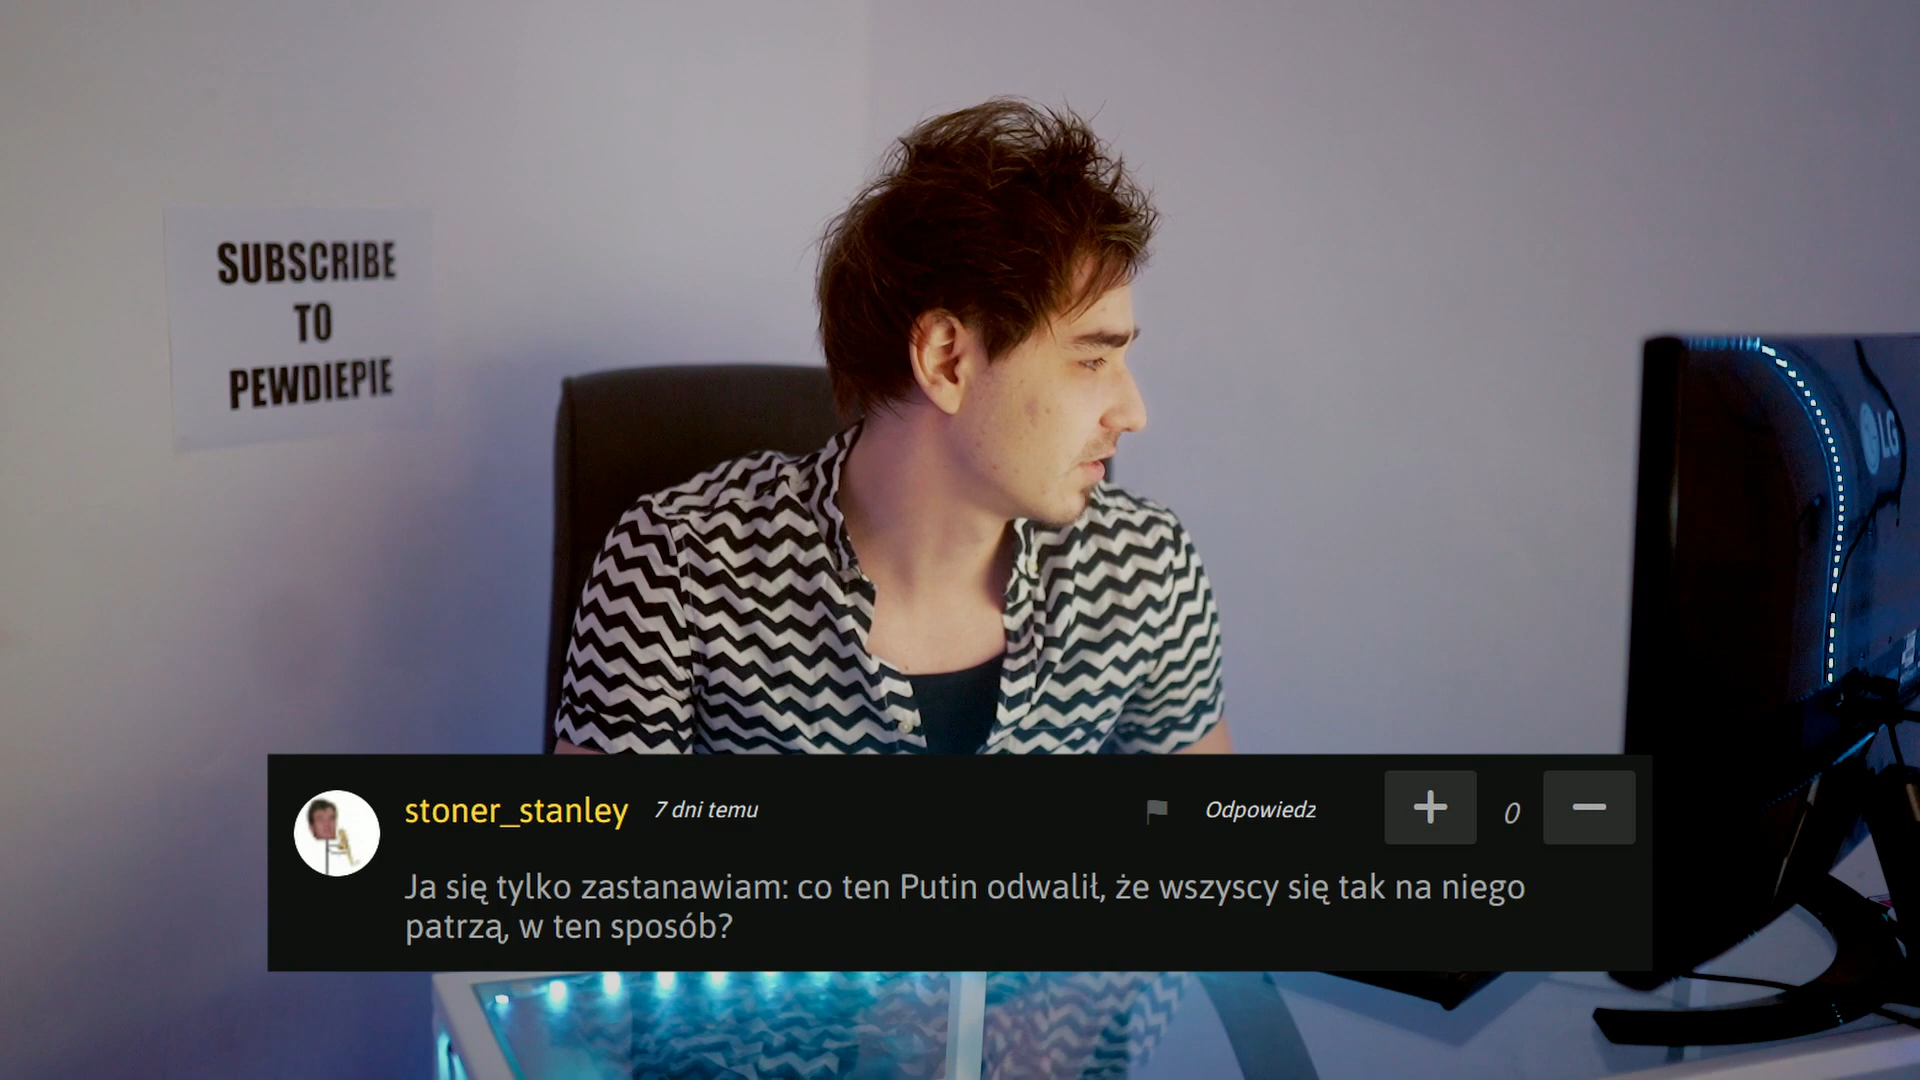 SUBSCRIBE
TO
PEWDIEPIE
LG
stoner_stanley 7 dni temu Odpowiedz + 0 −
Ja się tylko zastanawiam: co ten Putin odwalił, że wszyscy się tak na niego
patrzą, w ten sposób?